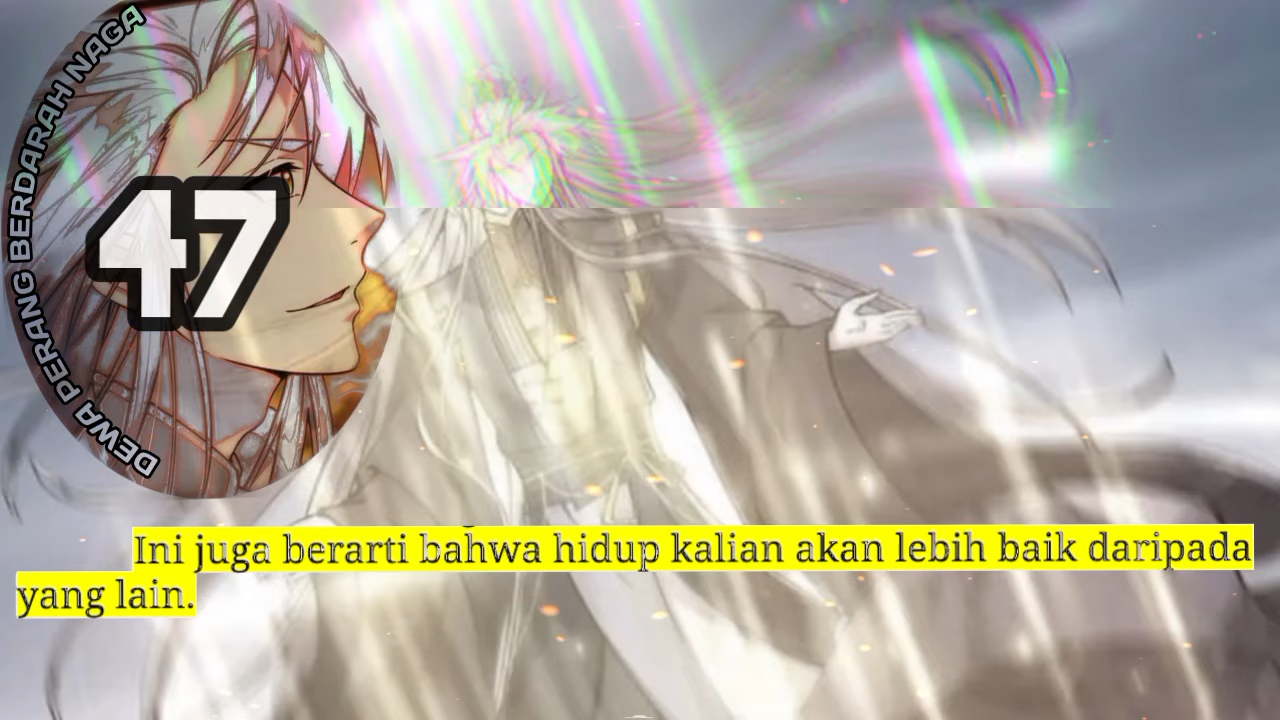 DEWA PERANG BERDARAH NAGA
47
Ini juga berarti bahwa hidup kalian akan lebih baik daripada
yang lain.